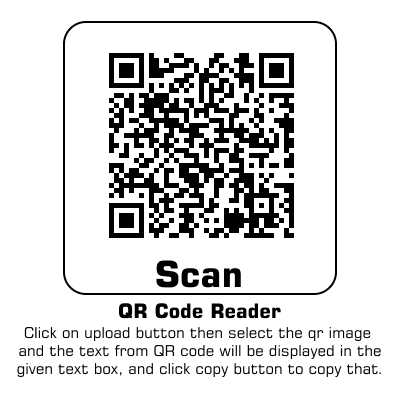 Scan
QR Code Reader
Click on upload button then select the qr image
and the text from QR code will be displayed in the
given text box, and click copy button to copy that.